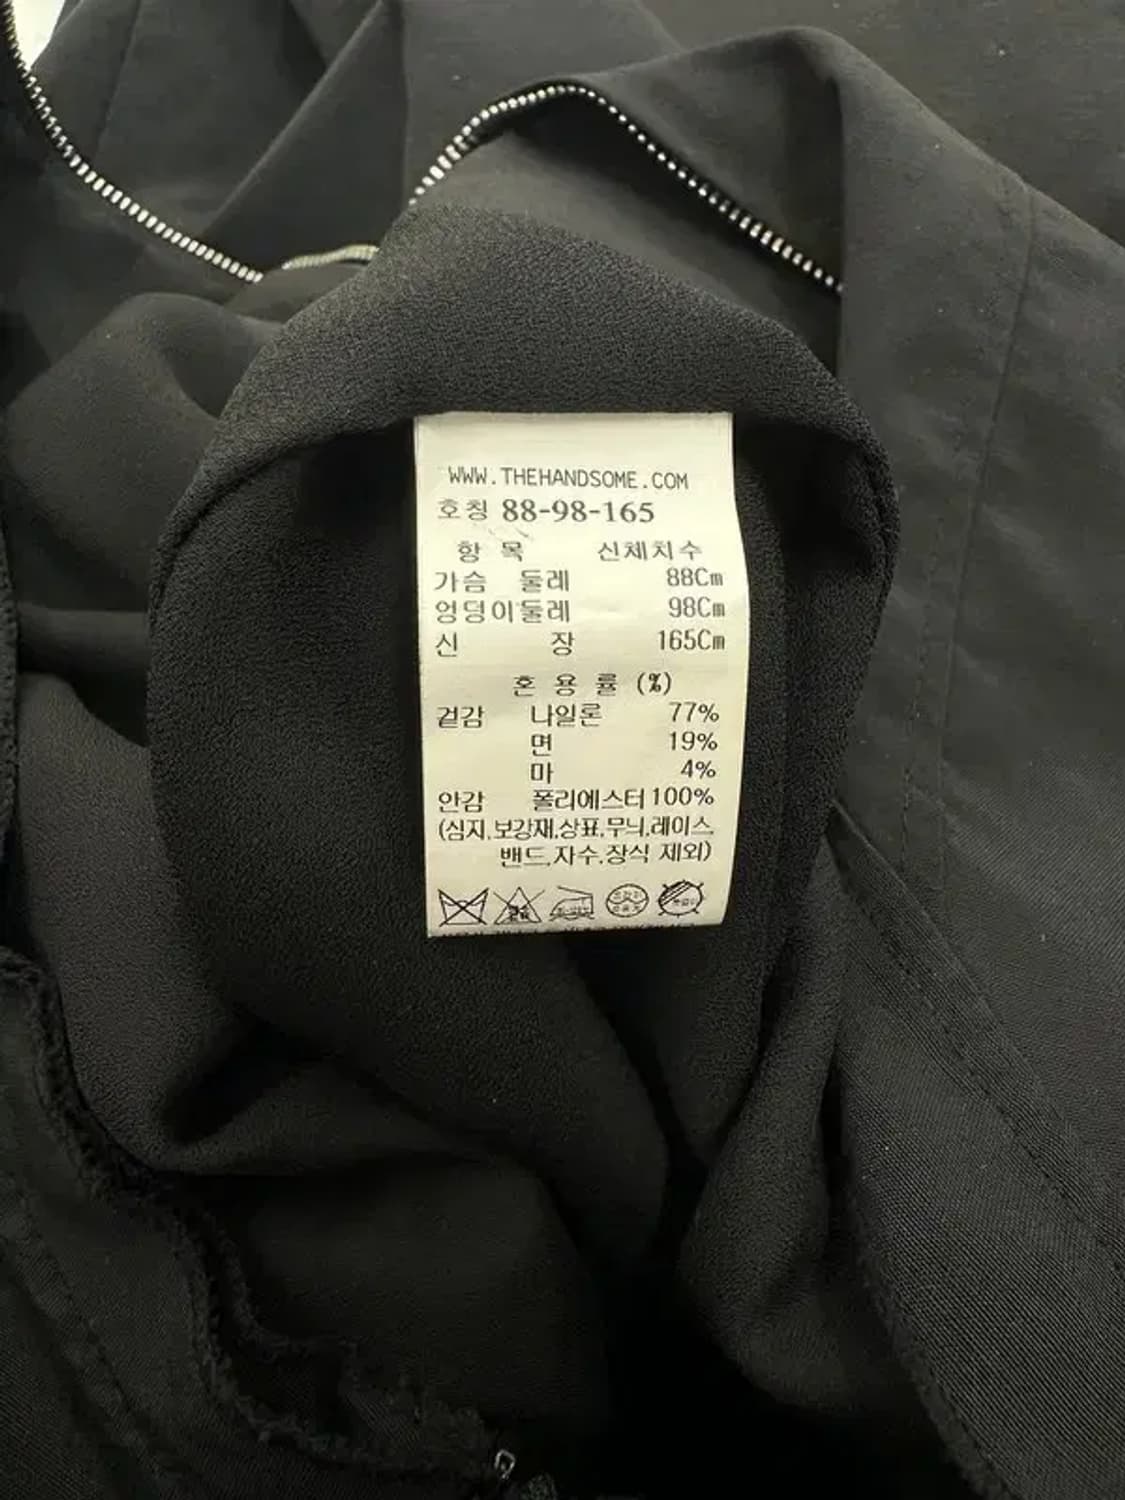 WWW.THEHANDSOME.COM
호칭 88-98-165
항 목 신체치수
가슴 둘레 88Cm
엉덩이둘레 98Cm
신 장 165Cm
혼 용 률 (%)
겉감 나일론 77%
면 19%
마 4%
안감 폴리에스터 100%
(심지,보강재,상표,무늬,레이스,
밴드,자수,장식 제외)